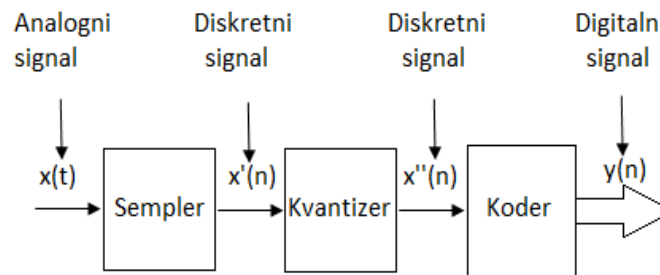 Analogni
signal
Diskretni
signal
Diskretni
signal
Digitaln
signal
x(t)
Sempler
x'(n)
Kvantizer
x''(n)
Koder
y(n)